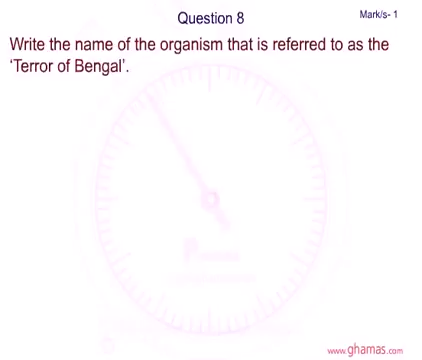 Question 8
Mark/s- 1
Write the name of the organism that is referred to as the
‘Terror of Bengal’.
www.ghamas.com